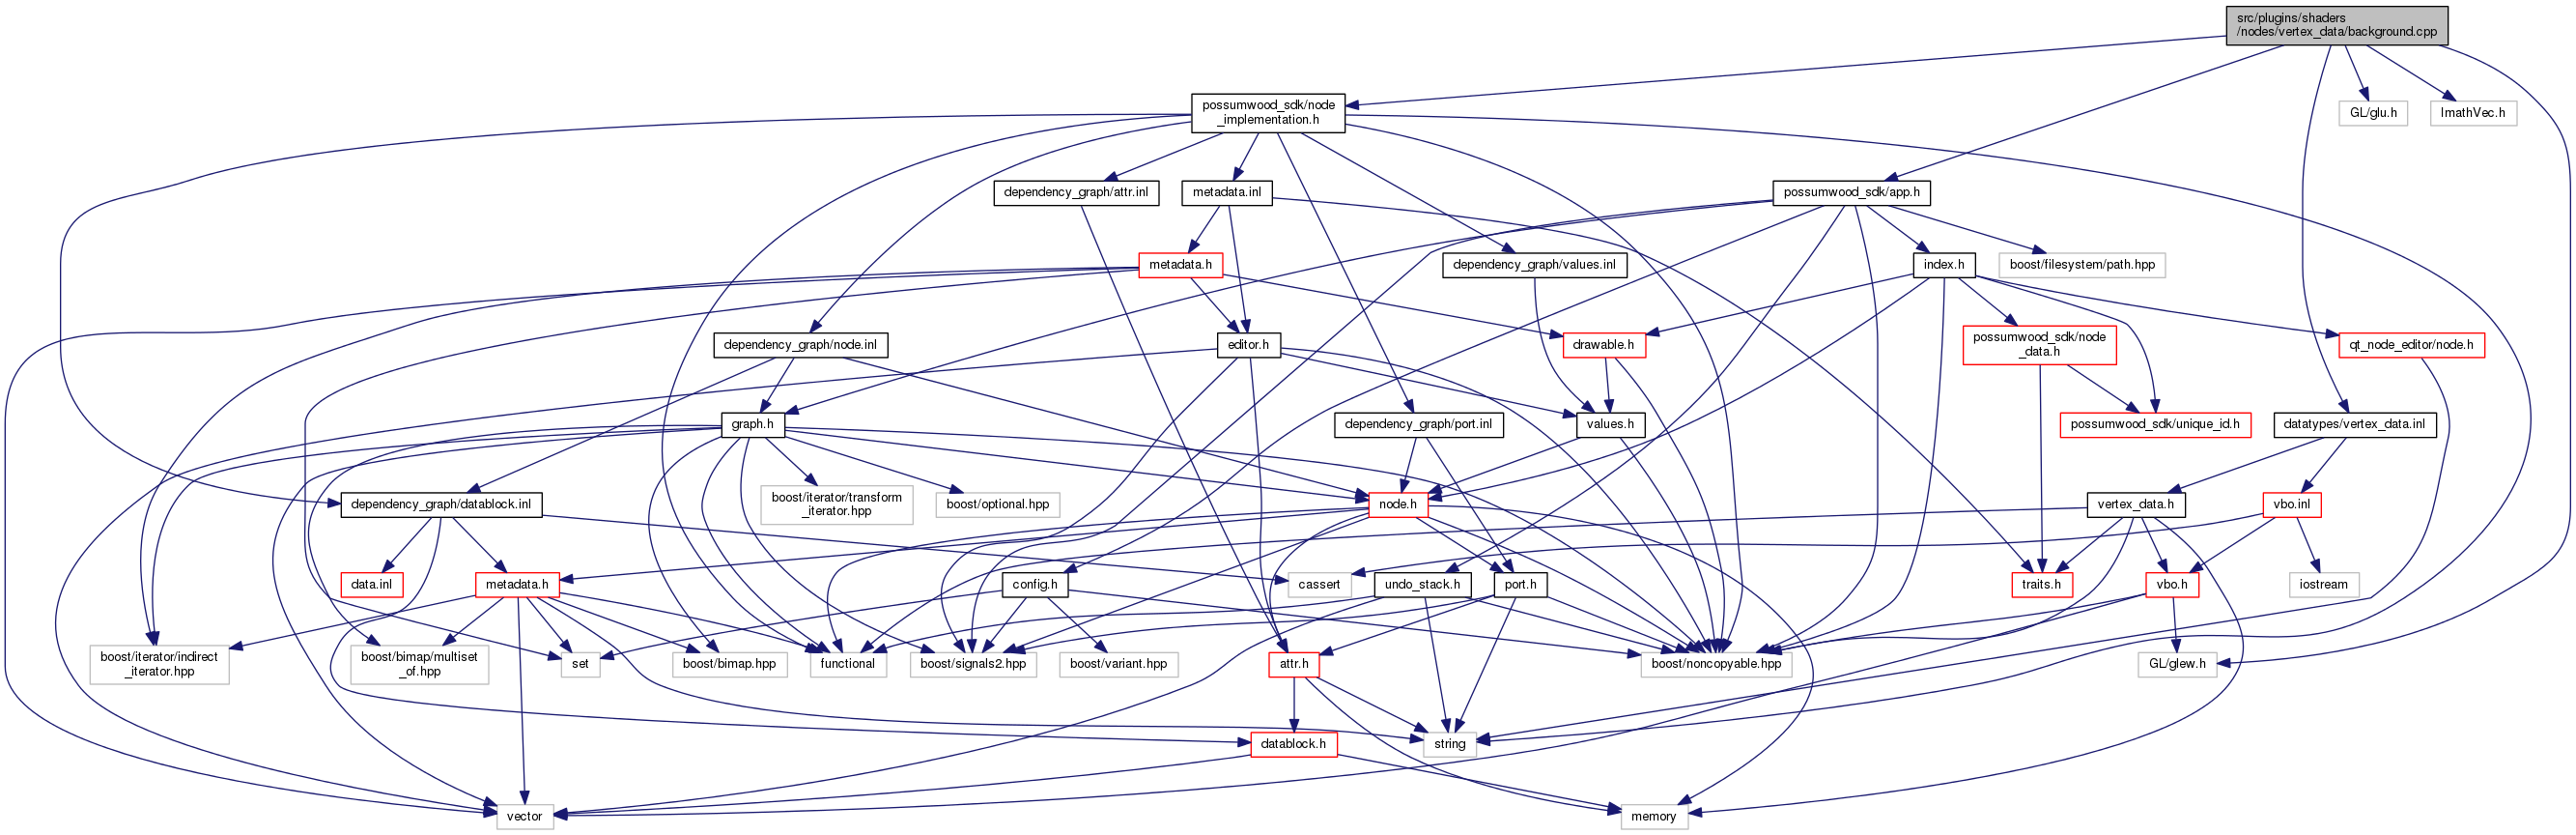 src/plugins/shaders
/nodes/vertex_data/background.cpp
possumwood_sdk/node
_implementation.h
GL/glu.h
ImathVec.h
dependency_graph/attr.inl
metadata.inl
possumwood_sdk/app.h
metadata.h
dependency_graph/values.inl
index.h
boost/filesystem/path.hpp
dependency_graph/node.inl
editor.h
drawable.h
possumwood_sdk/node
_data.h
qt_node_editor/node.h
graph.h
dependency_graph/port.inl
values.h
possumwood_sdk/unique_id.h
datatypes/vertex_data.inl
dependency_graph/datablock.inl
boost/iterator/transform
_iterator.hpp
boost/optional.hpp
node.h
vertex_data.h
vbo.inl
data.inl
metadata.h
cassert
config.h
undo_stack.h
port.h
traits.h
vbo.h
iostream
boost/iterator/indirect
_iterator.hpp
boost/bimap/multiset
_of.hpp
set
boost/bimap.hpp
functional
boost/signals2.hpp
boost/variant.hpp
attr.h
boost/noncopyable.hpp
GL/glew.h
datablock.h
string
vector
memory